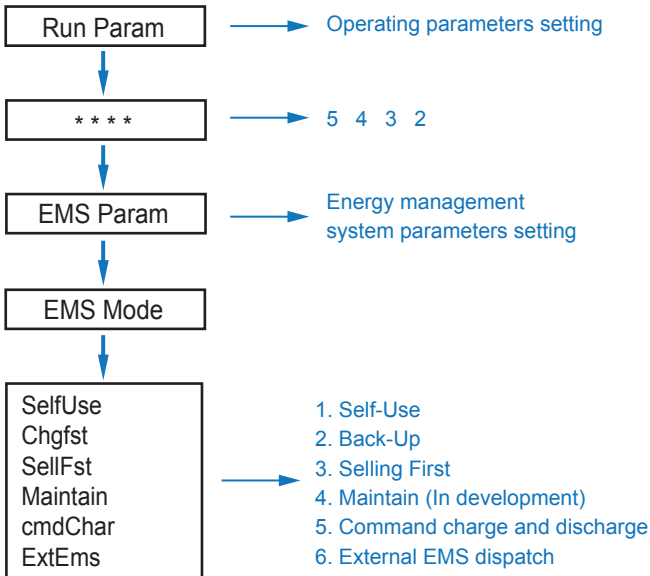 Run Param
Operating parameters setting
* * * *
5 4 3 2
EMS Param
Energy management
system parameters setting
EMS Mode
SelfUse
Chgfst
SellFst
Maintain
cmdChar
ExtEms
1. Self-Use
2. Back-Up
3. Selling First
4. Maintain (In development)
5. Command charge and discharge
6. External EMS dispatch